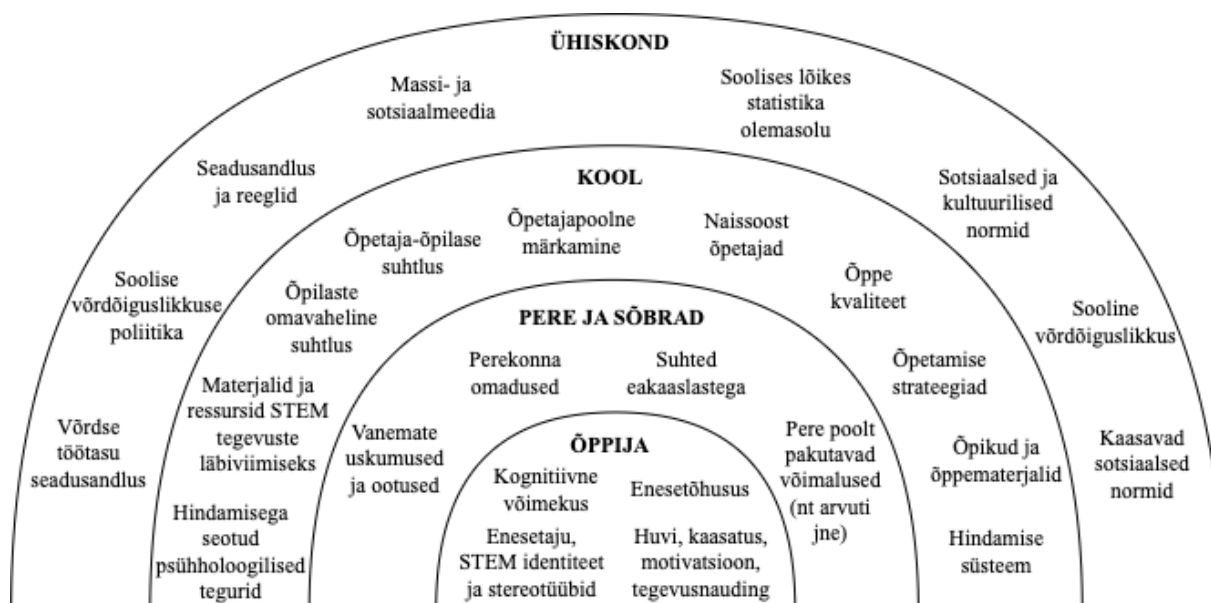 ÜHISKOND
Massi- ja
sotsiaalmeedia
Soolises lõikes
statistika
olemasolu
Seadusandlus
ja reeglid
Sotsiaalsed ja
kultuurilised
normid
Soolise
võrdõiguslikkuse
poliitika
Sooline
võrdõiguslikkus
Võrdse
töötasu
seadusandlus
Kaasavad
sotsiaalsed
normid
KOOL
Õpetaja-õpilase
suhtlus
Õpetajapoolne
märkamine
Naissoost
õpetajad
Õppe
kvaliteet
Õpilaste
omavaheline
suhtlus
Õpetamise
strateegiad
Materjalid ja
ressursid STEM
tegevuste
läbiviimiseks
Õpikud ja
õppematerjalid
Hindamisega
seotud
psühholoogilised
tegurid
Hindamise
süsteem
PERE JA SÕBRAD
Perekonna
omadused
Suhted
eakaaslastega
Vanemate
uskumused
ja ootused
Pere poolt
pakutavad
võimalused
(nt arvuti
jne)
ÕPPIJA
Kognitiivne
võimekus
Enesetõhusus
Enesetaju,
STEM identiteet
ja stereotüübid
Huvi, kaasatus,
motivatsioon,
tegevusnauding